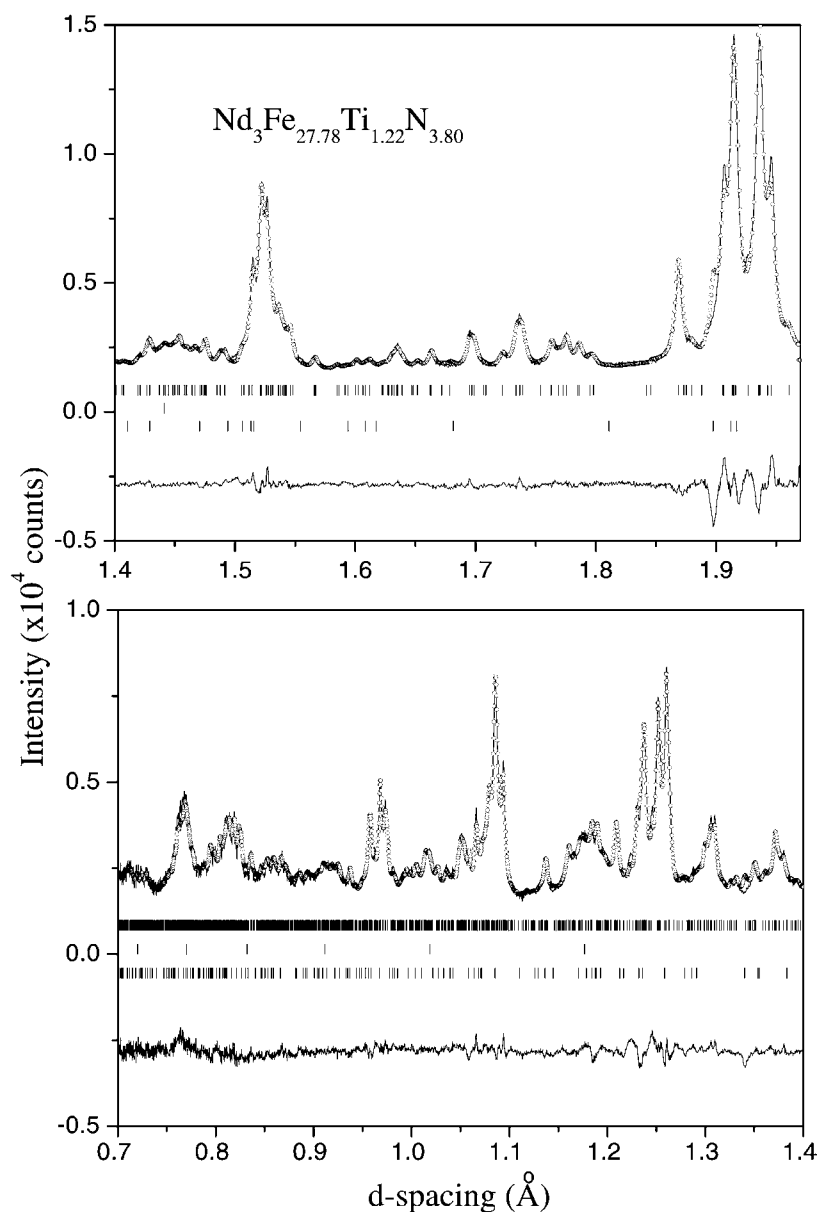 1.5
Nd₃Fe₂₇.₇₈Ti₁.₂₂N₃.₈₀
1.0
0.5
0.0
-0.5
1.4 1.5 1.6 1.7 1.8 1.9
Intensity (x10⁴ counts)
1.0
0.5
0.0
-0.5
0.7 0.8 0.9 1.0 1.1 1.2 1.3 1.4
d-spacing (Å)